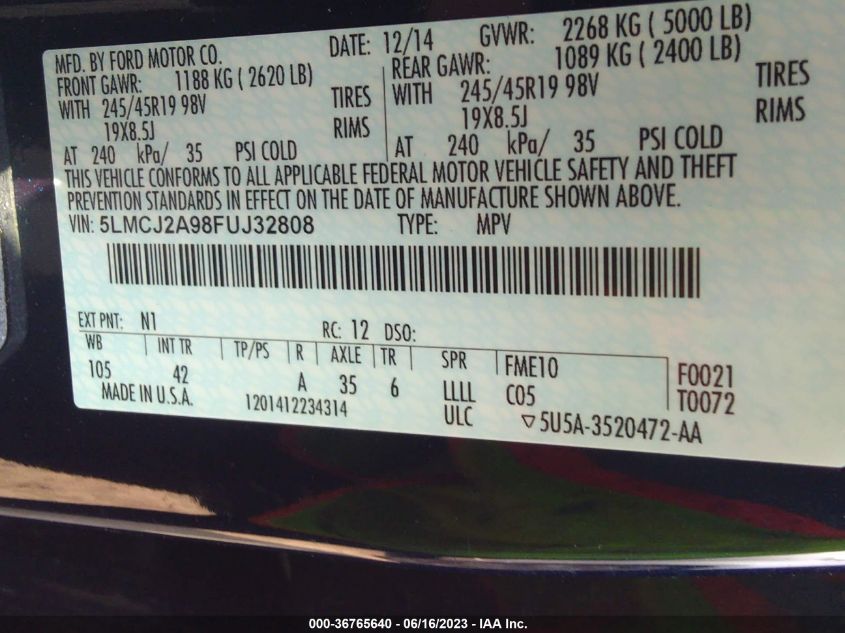 MFD. BY FORD MOTOR CO. DATE: 12/14 GVWR: 2268 KG ( 5000 LB)
FRONT GAWR: 1188 KG ( 2620 LB) REAR GAWR: 1089 KG ( 2400 LB)
WITH 245/45R19 98V TIRES WITH 245/45R19 98V TIRES
19X8.5J RIMS 19X8.5J RIMS
AT 240 kPa/ 35 PSI COLD AT 240 kPa/ 35 PSI COLD
THIS VEHICLE CONFORMS TO ALL APPLICABLE FEDERAL MOTOR VEHICLE SAFETY AND THEFT
PREVENTION STANDARDS IN EFFECT ON THE DATE OF MANUFACTURE SHOWN ABOVE.
VIN: 5LMCJ2A98FUJ32808 TYPE: MPV
EXT PNT: N1 RC: 12 DSO:
WB INT TR TP/PS R AXLE TR SPR FME10 F0021
105 42 A 35 6 LLLL C05 T0072
MADE IN U.S.A. 1201412234314 ULC ▽5U5A-3520472-AA
000-36765640 - 06/16/2023 - IAA Inc.